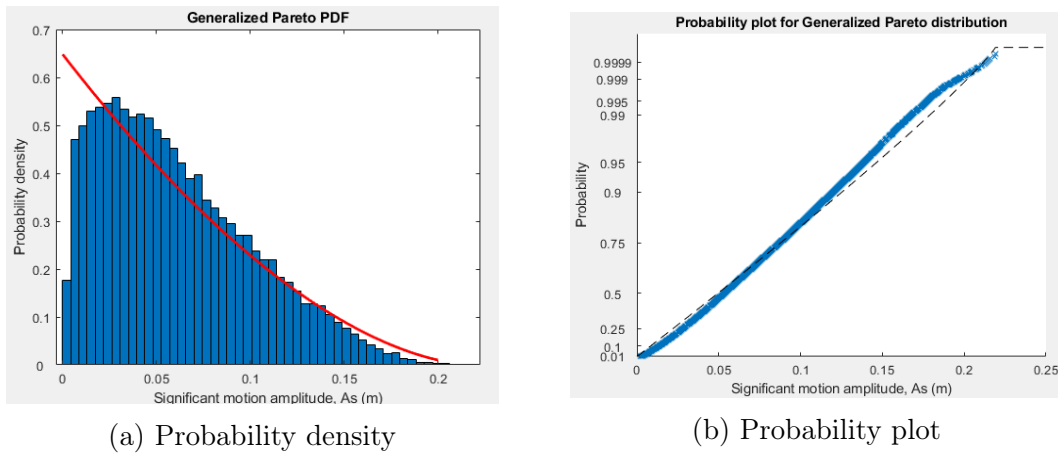 Generalized Pareto PDF
0.7
0.6
0.5
0.4
0.3
0.2
0.1
0
Probability density
0 0.05 0.1 0.15 0.2
Significant motion amplitude, As (m)
(a) Probability density
Probability plot for Generalized Pareto distribution
0.9999
0.999
0.995
0.99
0.95
0.9
0.75
0.5
0.25
0.1
0.01
Probability
0 0.05 0.1 0.15 0.2 0.25
Significant motion amplitude, As (m)
(b) Probability plot